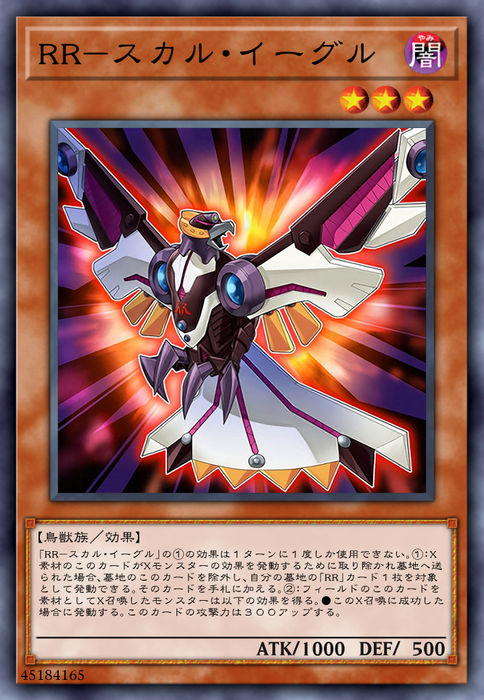 RR－スカル・イーグル
やみ
闇
【鳥獣族／効果】
「RR－スカル・イーグル」の①の効果は１ターンに１度しか使用できない。①：X
素材のこのカードがXモンスターの効果を発動するために取り除かれ墓地へ送
られた場合、墓地のこのカードを除外し、自分の墓地の「RR」カード１枚を対象
として発動できる。そのカードを手札に加える。②：フィールドのこのカードを
素材としてX召喚したモンスターは以下の効果を得る。●このX召喚に成功した
場合に発動する。このカードの攻撃力は３００アップする。
ATK/1000 DEF/ 500
45184165